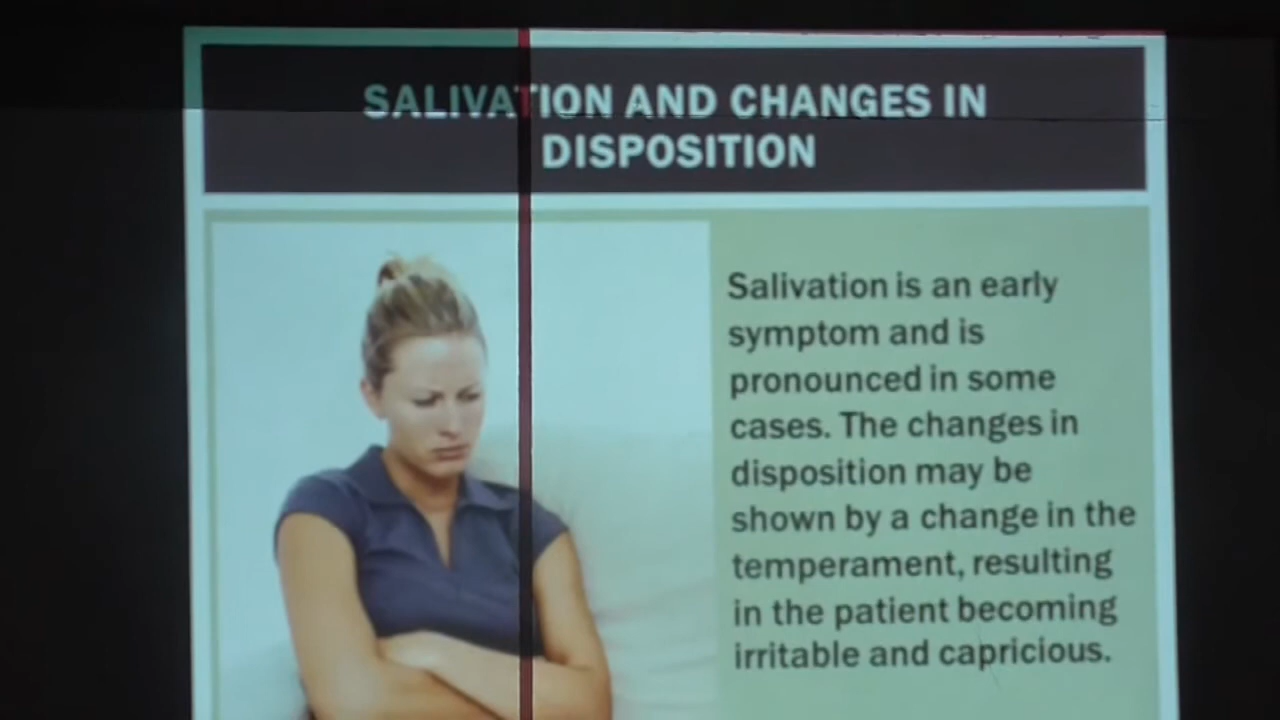 SALIVATION AND CHANGES IN
DISPOSITION
Salivation is an early
symptom and is
pronounced in some
cases. The changes in
disposition may be
shown by a change in the
temperament, resulting
in the patient becoming
irritable and capricious.